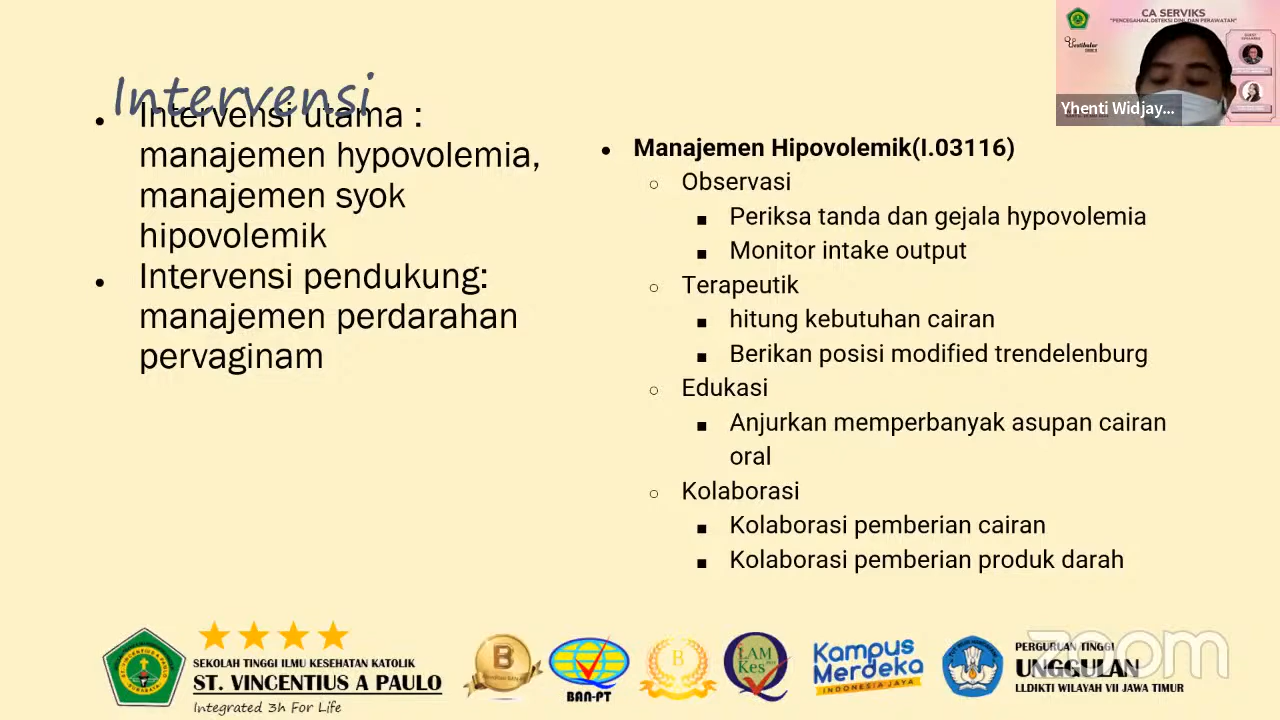 Intervensi
Intervensi utama :
manajemen hypovolemia,
manajemen syok
hipovolemik
Intervensi pendukung:
manajemen perdarahan
pervaginam
Manajemen Hipovolemik(I.03116)
Observasi
Periksa tanda dan gejala hypovolemia
Monitor intake output
Terapeutik
hitung kebutuhan cairan
Berikan posisi modified trendelenburg
Edukasi
Anjurkan memperbanyak asupan cairan
oral
Kolaborasi
Kolaborasi pemberian cairan
Kolaborasi pemberian produk darah
CA SERVIKS
"PENCEGAHAN, DETEKSI DINI, DAN PERAWATAN"
Yhenti Widjay...
SEKOLAH TINGGI ILMU KESEHATAN KATOLIK
ST. VINCENTIUS A PAULO
Integrated 3h For Life
B
BAN-PT
B
LAM
Kes
Kampus
Merdeka
INDONESIA JAYA
PERGURUAN TINGGI
UNGGULAN
LLDIKTI WILAYAH VII JAWA TIMUR
zoom